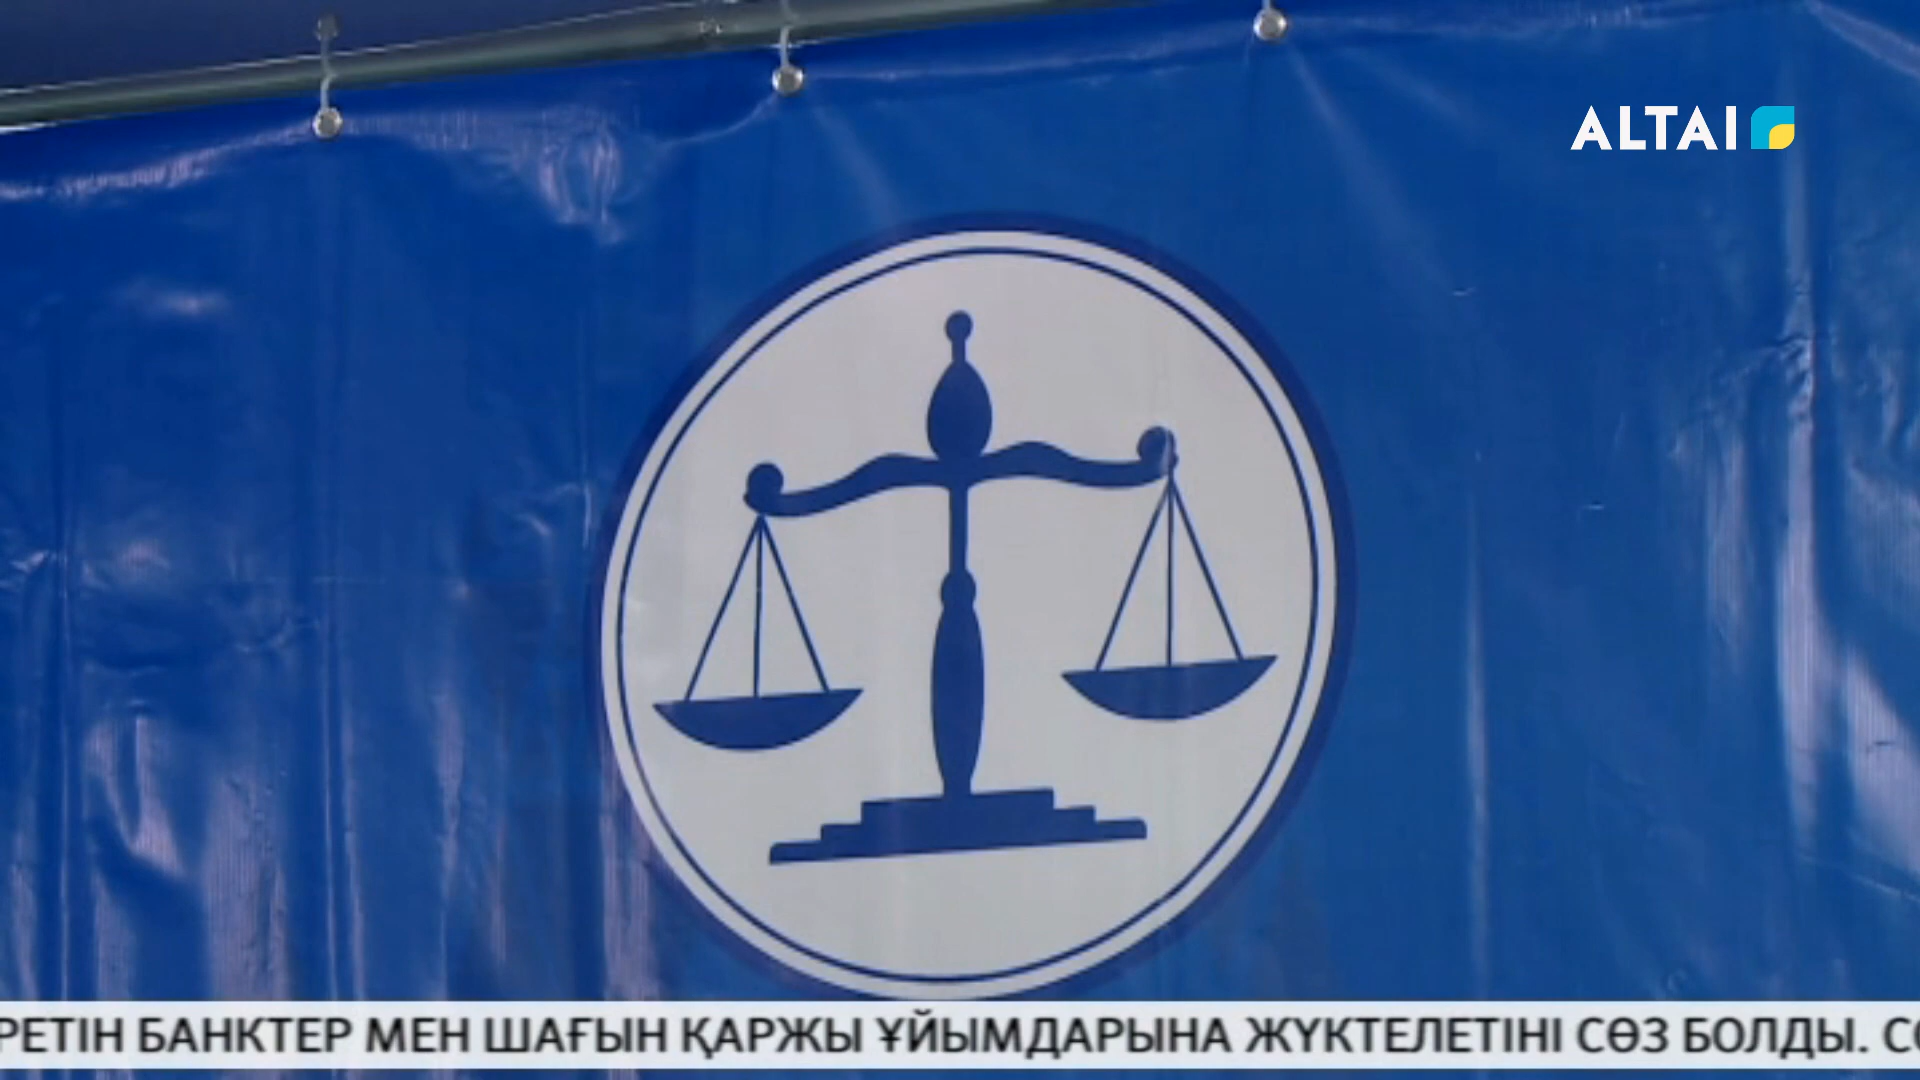 ALTAI
РЕТІН БАНКТЕР МЕН ШАҒЫН ҚАРЖЫ ҰЙЫМДАРЫНА ЖҮКТЕЛЕТІНІ СӨЗ БОЛДЫ.